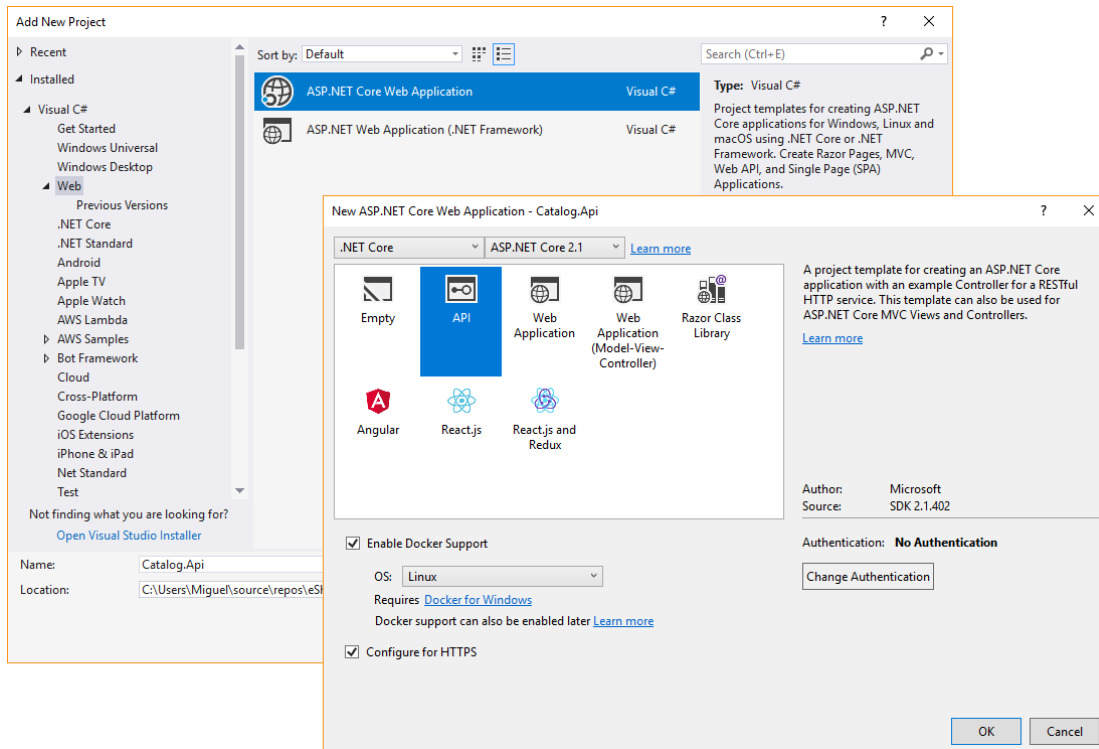 Add New Project
?
Recent
Installed
Visual C#
Get Started
Windows Universal
Windows Desktop
Web
Previous Versions
.NET Core
.NET Standard
Android
Apple TV
Apple Watch
AWS Lambda
AWS Samples
Bot Framework
Cloud
Cross-Platform
Google Cloud Platform
iOS Extensions
iPhone & iPad
Net Standard
Test
Not finding what you are looking for?
Open Visual Studio Installer
Sort by: Default
ASP.NET Core Web Application Visual C#
ASP.NET Web Application (.NET Framework) Visual C#
Search (Ctrl+E)
Type: Visual C#
Project templates for creating ASP.NET
Core applications for Windows, Linux and
macOS using .NET Core or .NET
Framework. Create Razor Pages, MVC,
Web API, and Single Page (SPA)
Applications.
Name: Catalog.Api
Location: C:\Users\Miguel\source\repos\eSh
New ASP.NET Core Web Application - Catalog.Api
?
.NET Core ASP.NET Core 2.1 Learn more
Empty
API
Web
Application
Web
Application
(Model-View-
Controller)
Razor Class
Library
Angular
React.js
React.js and
Redux
A project template for creating an ASP.NET Core
application with an example Controller for a RESTful
HTTP service. This template can also be used for
ASP.NET Core MVC Views and Controllers.
Learn more
Author: Microsoft
Source: SDK 2.1.402
Authentication: No Authentication
Change Authentication
Enable Docker Support
OS: Linux
Requires Docker for Windows
Docker support can also be enabled later Learn more
Configure for HTTPS
OK Cancel